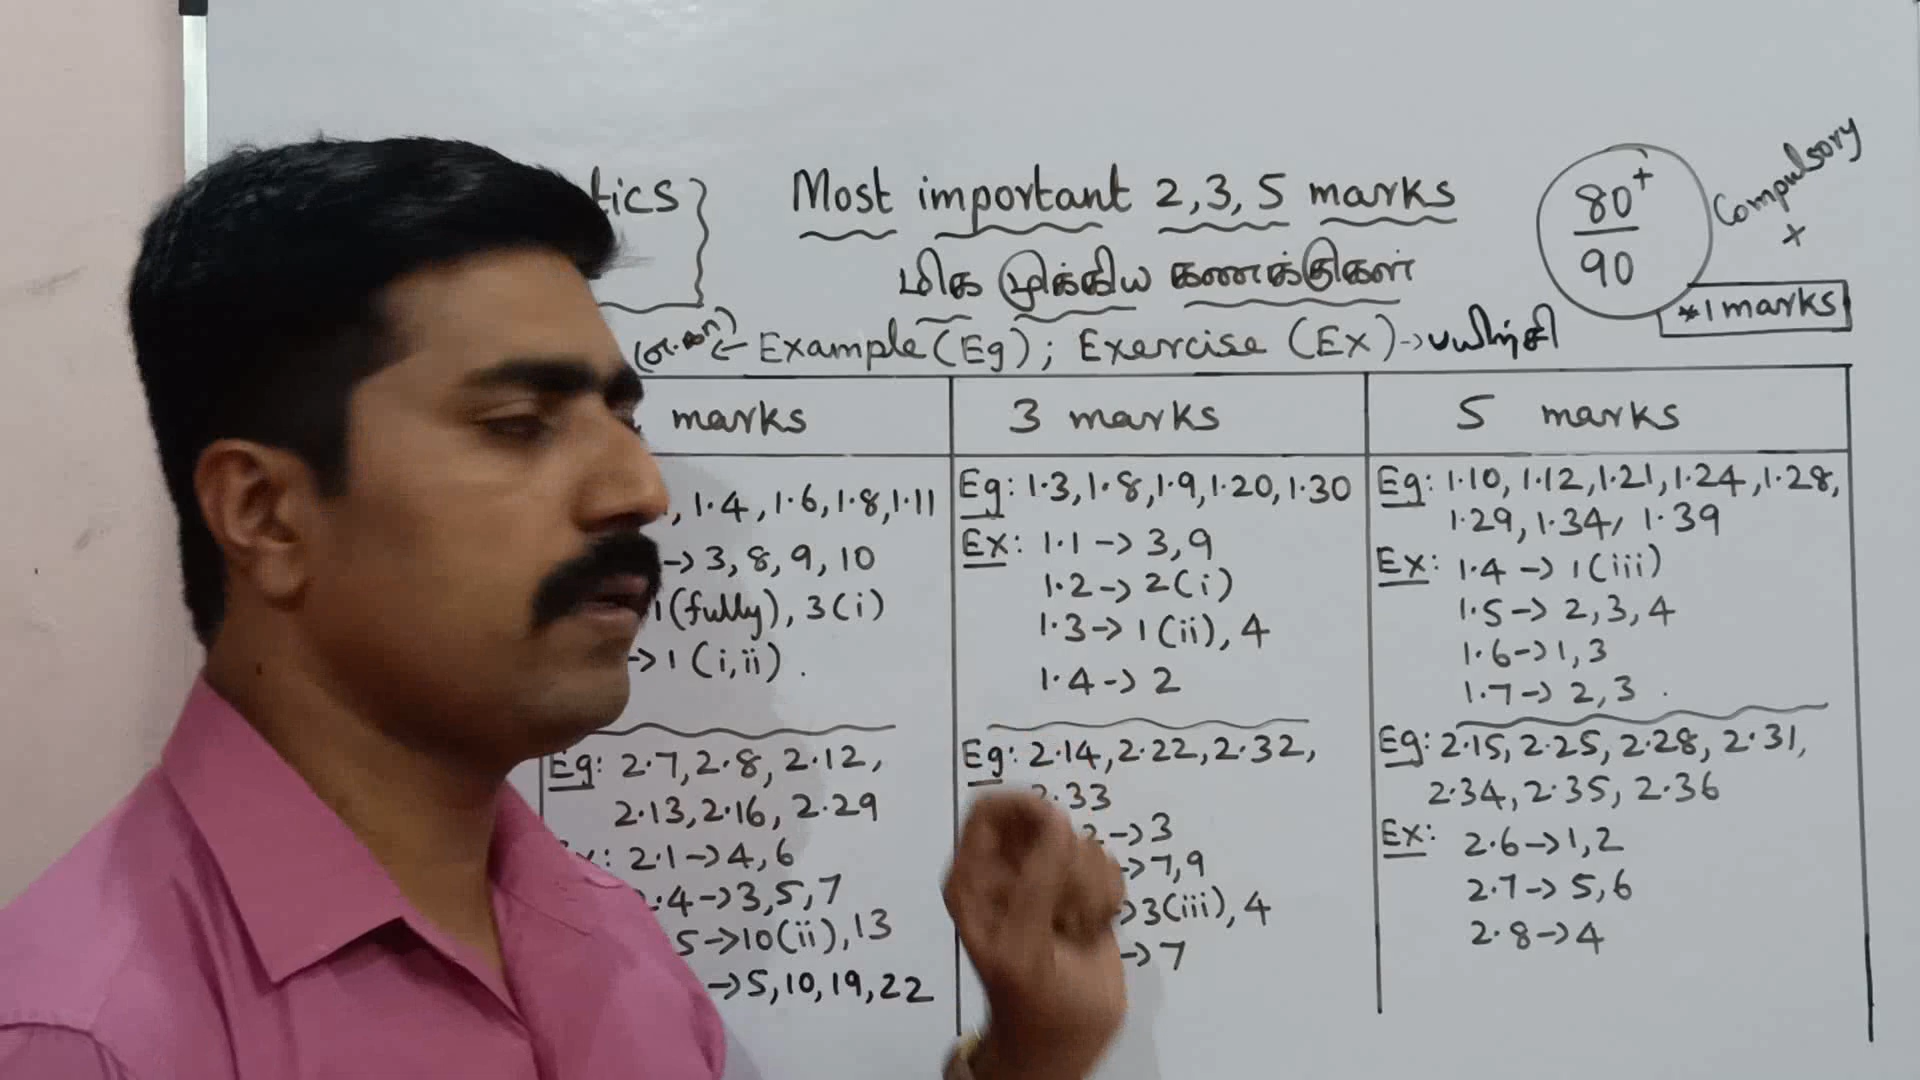 Most important 2,3,5 marks
மிக முக்கிய கணக்குகள்
80+
90
Compulsory
x
*1 marks
(எ.கா) <- Example (Eg) ; Exercise (Ex) -> பயிற்சி
marks
, 1.4, 1.6, 1.8, 1.11
-> 3, 8, 9, 10
1(fully), 3(i)
-> 1 (i,ii) .
Eg: 2.7, 2.8, 2.12,
2.13, 2.16, 2.29
2.1 -> 4, 6
.4 -> 3, 5, 7
5 -> 10(ii), 13
-> 5, 10, 19, 22
3 marks
Eg: 1.3, 1.8, 1.9, 1.20, 1.30
Ex: 1.1 -> 3, 9
1.2 -> 2(i)
1.3 -> 1(ii), 4
1.4 -> 2
Eg: 2.14, 2.22, 2.32,
2.33
2 -> 3
-> 7, 9
-> 3(iii), 4
-> 7
5 marks
Eg: 1.10, 1.12, 1.21, 1.24, 1.28,
1.29, 1.34, 1.39
Ex: 1.4 -> 1(iii)
1.5 -> 2, 3, 4
1.6 -> 1, 3
1.7 -> 2, 3 .
Eg: 2.15, 2.25, 2.28, 2.31,
2.34, 2.35, 2.36
Ex: 2.6 -> 1, 2
2.7 -> 5, 6
2.8 -> 4